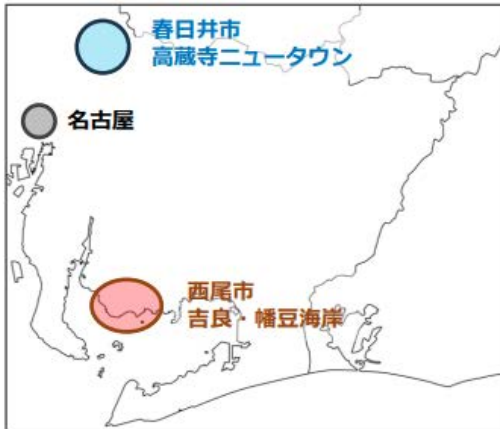 春日井市
高蔵寺ニュータウン
名古屋
西尾市
吉良・幡豆海岸